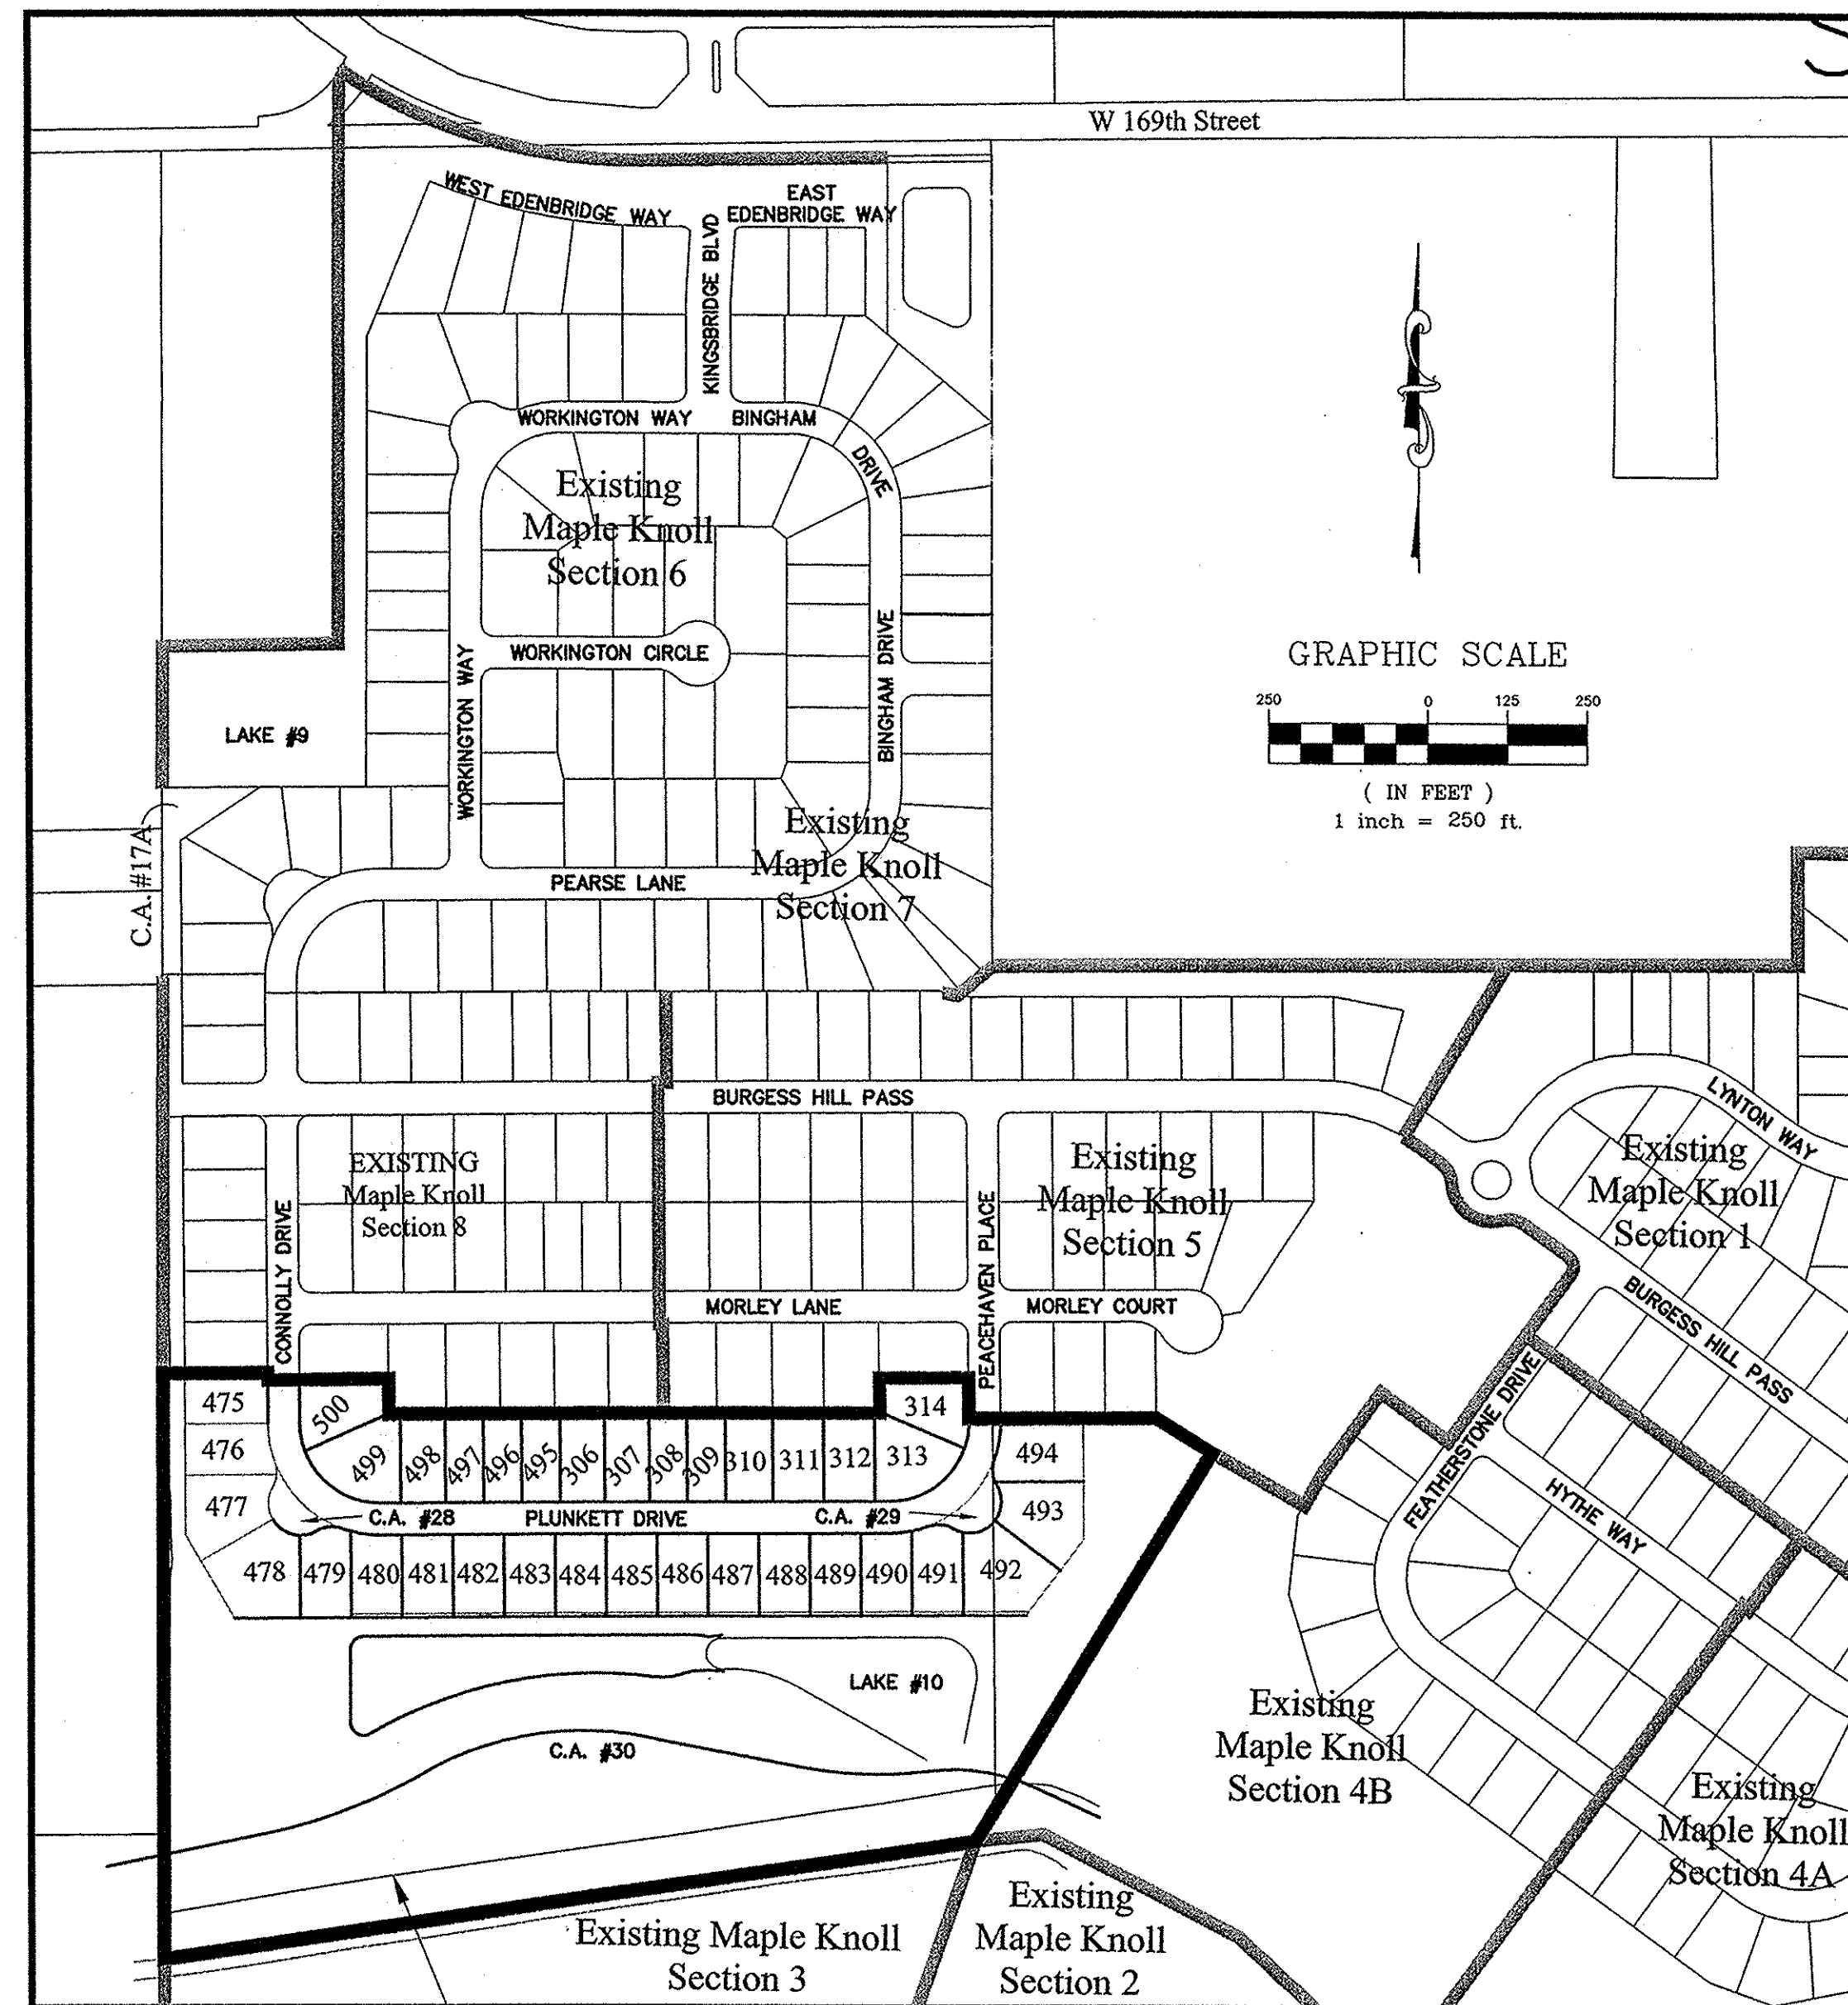 W 169th Street
WEST EDENBRIDGE WAY
EAST
EDENBRIDGE WAY
KINGSBRIDGE BLVD
WORKINGTON WAY
BINGHAM
DRIVE
Existing
Maple Knoll
Section 6
WORKINGTON CIRCLE
WORKINGTON WAY
BINGHAM DRIVE
GRAPHIC SCALE
250
0
125
250
( IN FEET )
1 inch = 250 ft.
LAKE #9
C.A. #17A
Existing
Maple Knoll
Section 7
PEARSE LANE
BURGESS HILL PASS
LYNTON WAY
EXISTING
Maple Knoll
Section 8
Existing
Maple Knoll
Section 5
Existing
Maple Knoll
Section 1
CONNOLLY DRIVE
PEACEHAVEN PLACE
MORLEY LANE
MORLEY COURT
BURGESS HILL PASS
FEATHERSTONE DRIVE
HYTHE WAY
475
500
314
476
499
498
497
496
495
306
307
308
309
310
311
312
313
494
477
C.A. #28
PLUNKETT DRIVE
C.A. #29
493
478
479
480
481
482
483
484
485
486
487
488
489
490
491
492
LAKE #10
C.A. #30
Existing
Maple Knoll
Section 4B
Existing
Maple Knoll
Section 4A
Existing Maple Knoll
Section 3
Existing
Maple Knoll
Section 2